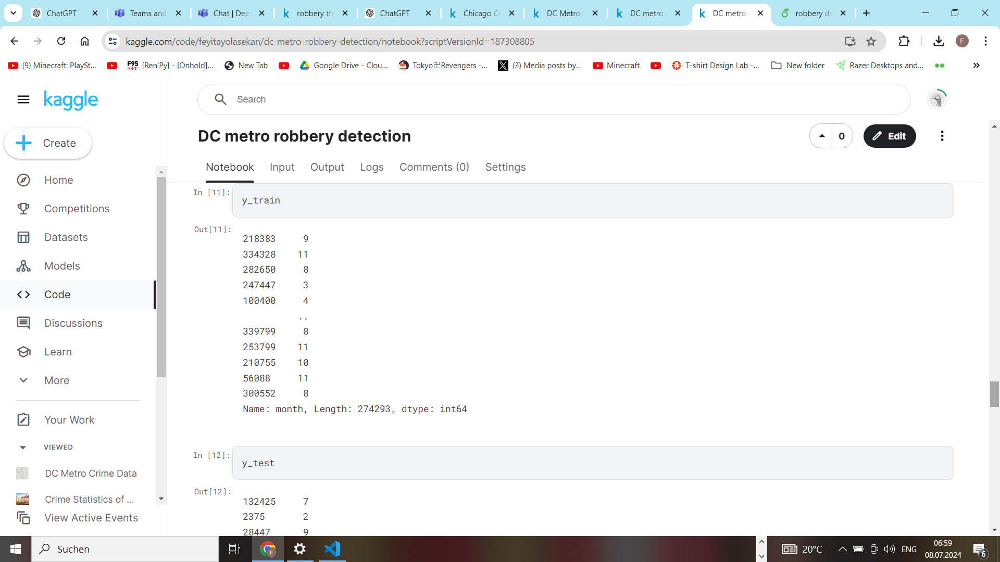 ChatGPT
Teams and
Chat | Deer
robbery th
ChatGPT
Chicago Cr
DC Metro
DC metro
DC metro
robbery de
kaggle.com/code/feyitayolasekan/dc-metro-robbery-detection/notebook?scriptVersionId=187308805
F
(9) Minecraft: PlaySt...
F95 ZONE [Ren'Py] - [Onhold]...
New Tab
Google Drive - Clou...
Tokyo卍Revengers -...
(3) Media posts by...
Minecraft
T-shirt Design Lab -...
New folder
Razer Desktops and...
kaggle
Search
Create
DC metro robbery detection
0
Edit
Notebook
Input
Output
Logs
Comments (0)
Settings
Home
Competitions
Datasets
Models
Code
Discussions
Learn
More
Your Work
VIEWED
DC Metro Crime Data
Crime Statistics of ...
View Active Events
In [11]:
y_train
Out[11]:
218383 9
334328 11
282650 8
247447 3
100400 4
..
339799 8
253799 11
210755 10
56088 11
300552 8
Name: month, Length: 274293, dtype: int64
In [12]:
y_test
Out[12]:
132425 7
2375 2
28447 9
Suchen
F
20°C
ENG
06:59
08.07.2024
6